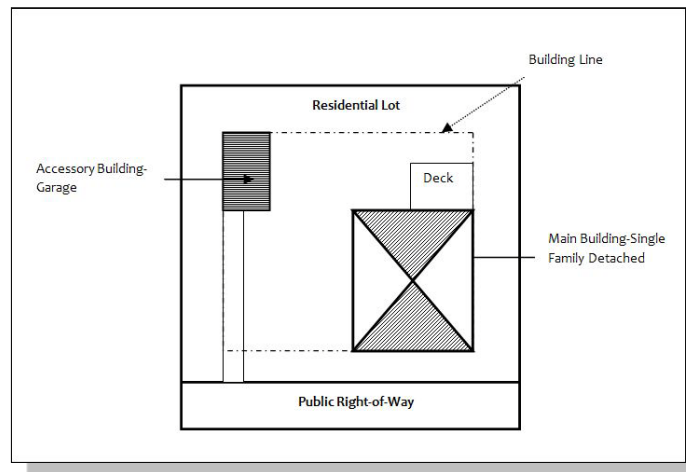 Building Line
Residential Lot
Accessory Building-
Garage
Deck
Main Building-Single
Family Detached
Public Right-of-Way